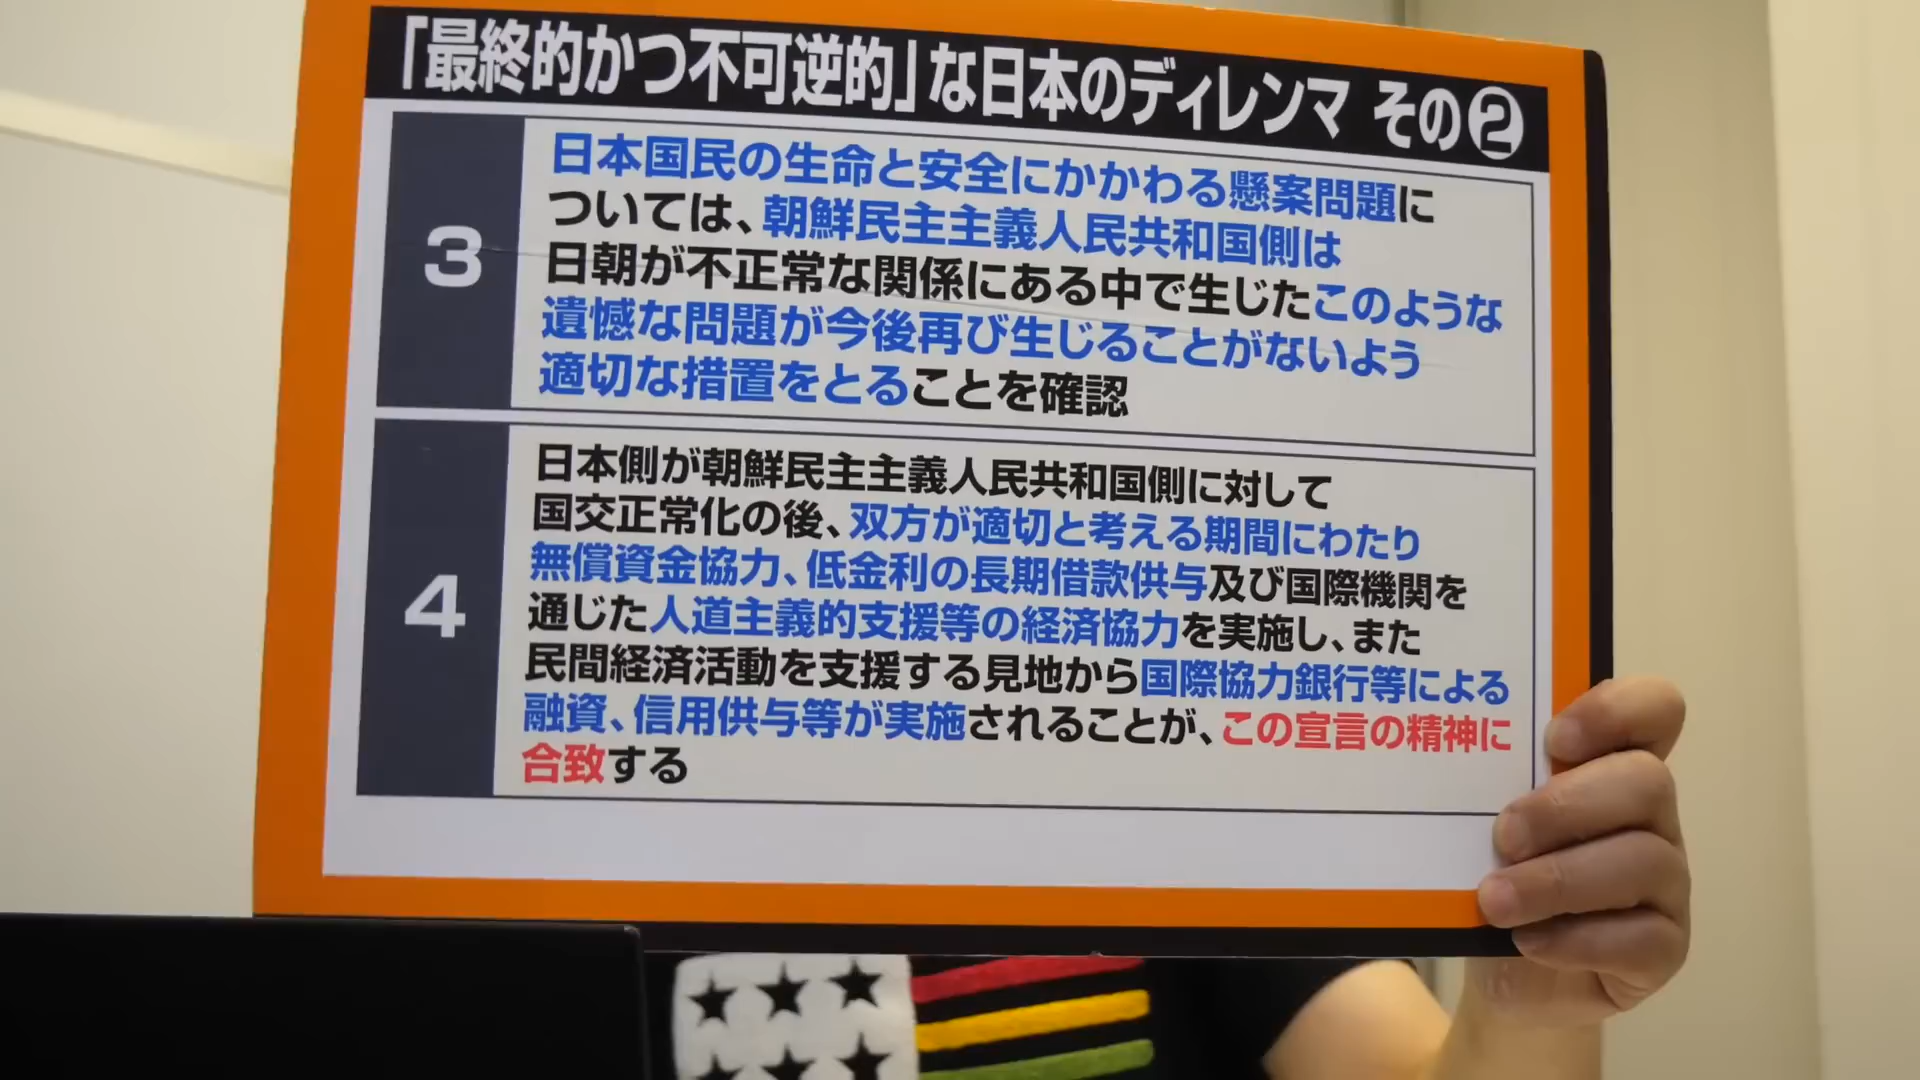 「最終的かつ不可逆的」な日本のディレンマ その②
3
日本国民の生命と安全にかかわる懸案問題に
ついては、朝鮮民主主義人民共和国側は
日朝が不正常な関係にある中で生じたこのような
遺憾な問題が今後再び生じることがないよう
適切な措置をとることを確認
4
日本側が朝鮮民主主義人民共和国側に対して
国交正常化の後、双方が適切と考える期間にわたり
無償資金協力、低金利の長期借款供与及び国際機関を
通じた人道主義的支援等の経済協力を実施し、また
民間経済活動を支援する見地から国際協力銀行等による
融資、信用供与等が実施されることが、この宣言の精神に
合致する